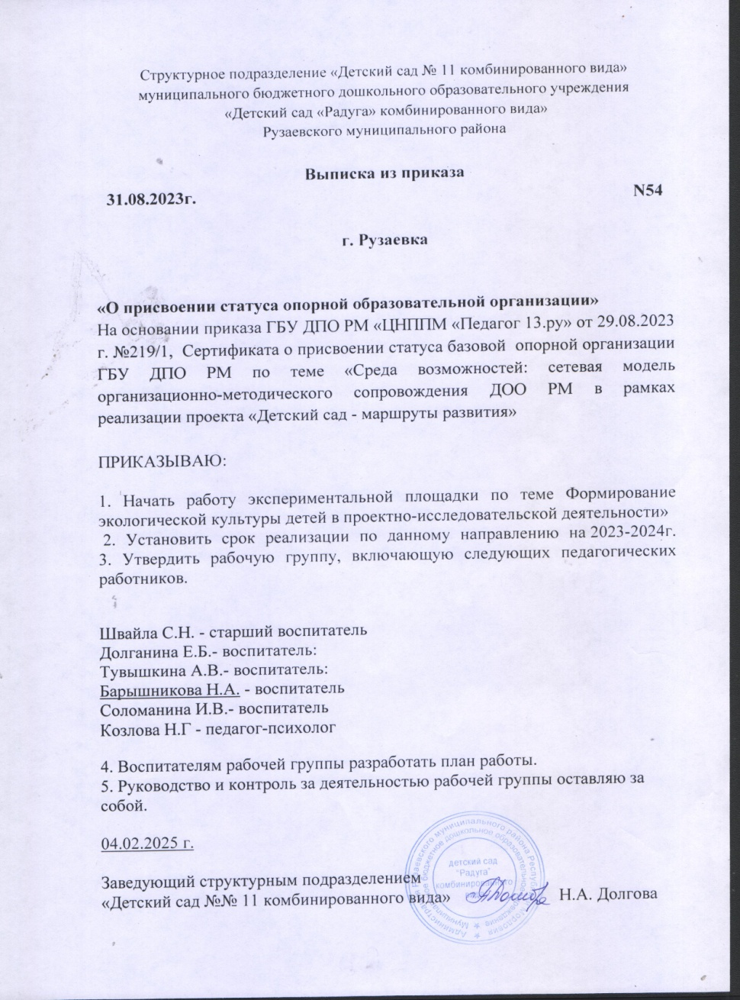 Структурное подразделение «Детский сад № 11 комбинированного вида»
муниципального бюджетного дошкольного образовательного учреждения
«Детский сад «Радуга» комбинированного вида»
Рузаевского муниципального района
Выписка из приказа
31.08.2023г. N54
г. Рузаевка
«О присвоении статуса опорной образовательной организации»
На основании приказа ГБУ ДПО РМ «ЦНППМ «Педагог 13.ру» от 29.08.2023
г. №219/1, Сертификата о присвоении статуса базовой опорной организации
ГБУ ДПО РМ по теме «Среда возможностей: сетевая модель
организационно-методического сопровождения ДОО РМ в рамках
реализации проекта «Детский сад - маршруты развития»
ПРИКАЗЫВАЮ:
1. Начать работу экспериментальной площадки по теме Формирование
экологической культуры детей в проектно-исследовательской деятельности»
2. Установить срок реализации по данному направлению на 2023-2024г.
3. Утвердить рабочую группу, включающую следующих педагогических
работников.
Швайла С.Н. - старший воспитатель
Долганина Е.Б.- воспитатель:
Тувышкина А.В.- воспитатель:
Барышникова Н.А. - воспитатель
Соломанина И.В.- воспитатель
Козлова Н.Г - педагог-психолог
4. Воспитателям рабочей группы разработать план работы.
5. Руководство и контроль за деятельностью рабочей группы оставляю за
собой.
04.02.2025 г.
Заведующий структурным подразделением
«Детский сад №№ 11 комбинированного вида» Н.А. Долгова
детский сад
"Радуга"
комбинированного